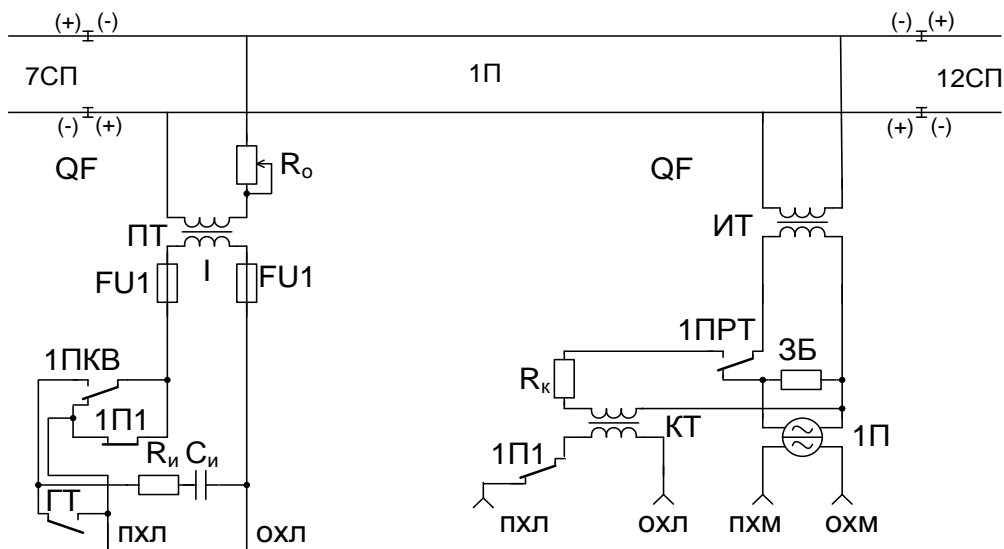 (+) (-)
(-) (+)
7СП
1П
12СП
(-) (+)
(+) (-)
QF
Rо
QF
ПТ
ИТ
FU1
I
FU1
1ПКВ
1ПРТ
ЗБ
Rк
1П1
КТ
1П
Rи Cи
1П1
ГТ
пхл
охл
пхл
охл
пхм
охм